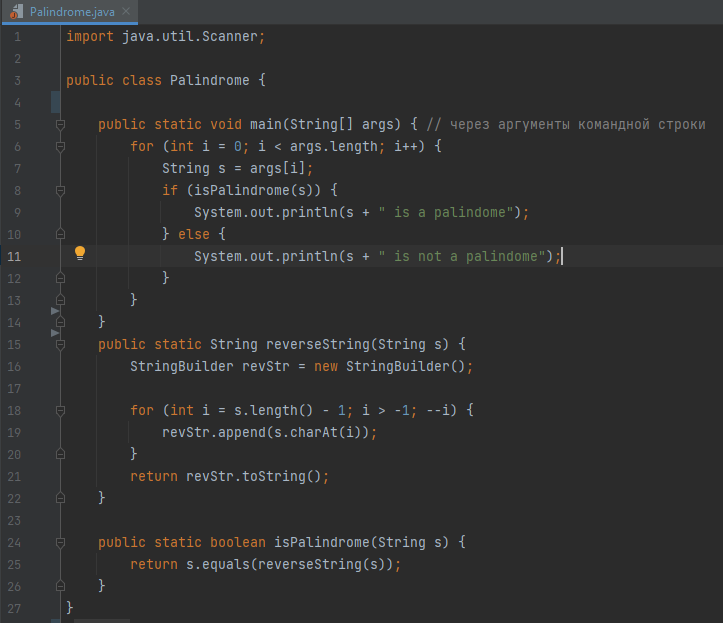 Palindrome.java
1 import java.util.Scanner;
2
3 public class Palindrome {
4
5     public static void main(String[] args) { // через аргументы командной строки
6         for (int i = 0; i < args.length; i++) {
7             String s = args[i];
8             if (isPalindrome(s)) {
9                 System.out.println(s + " is a palindome");
10             } else {
11                 System.out.println(s + " is not a palindome");
12             }
13         }
14     }
15     public static String reverseString(String s) {
16         StringBuilder revStr = new StringBuilder();
17
18         for (int i = s.length() - 1; i > -1; --i) {
19             revStr.append(s.charAt(i));
20         }
21         return revStr.toString();
22     }
23
24     public static boolean isPalindrome(String s) {
25         return s.equals(reverseString(s));
26     }
27 }